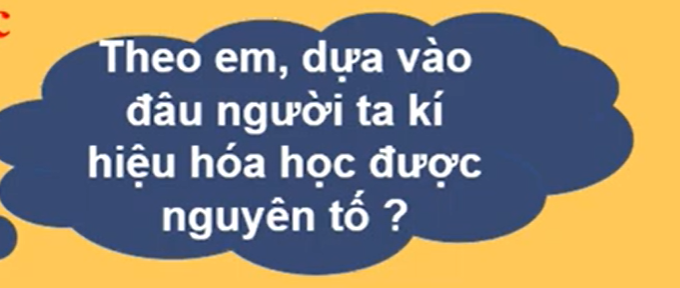 Theo em, dựa vào
đâu người ta kí
hiệu hóa học được
nguyên tố ?